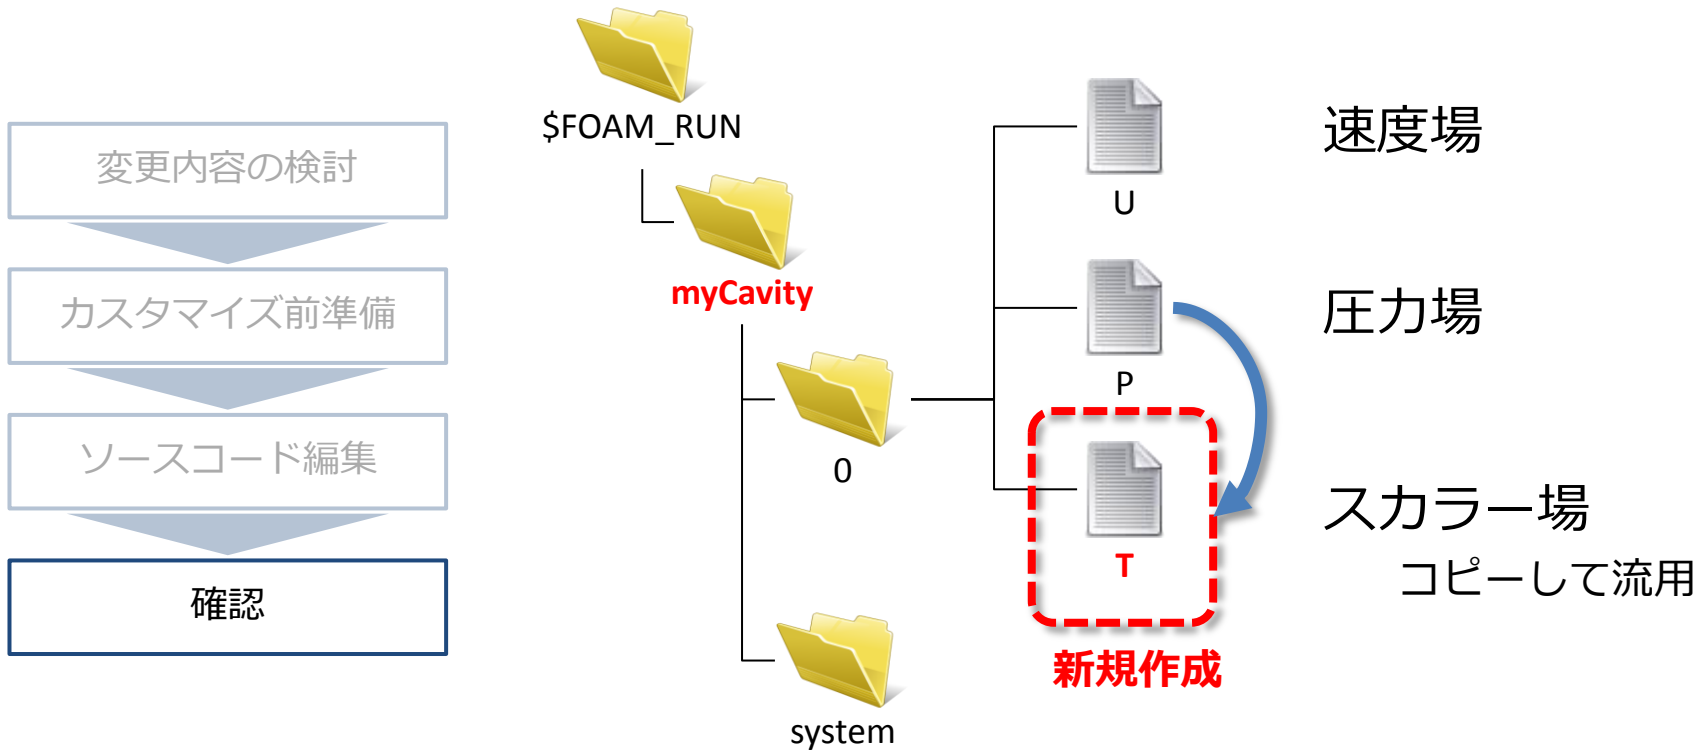 変更内容の検討
カスタマイズ前準備
ソースコード編集
確認
$FOAM_RUN
myCavity
0
system
U
速度場
P
圧力場
T
スカラー場
コピーして流用
新規作成